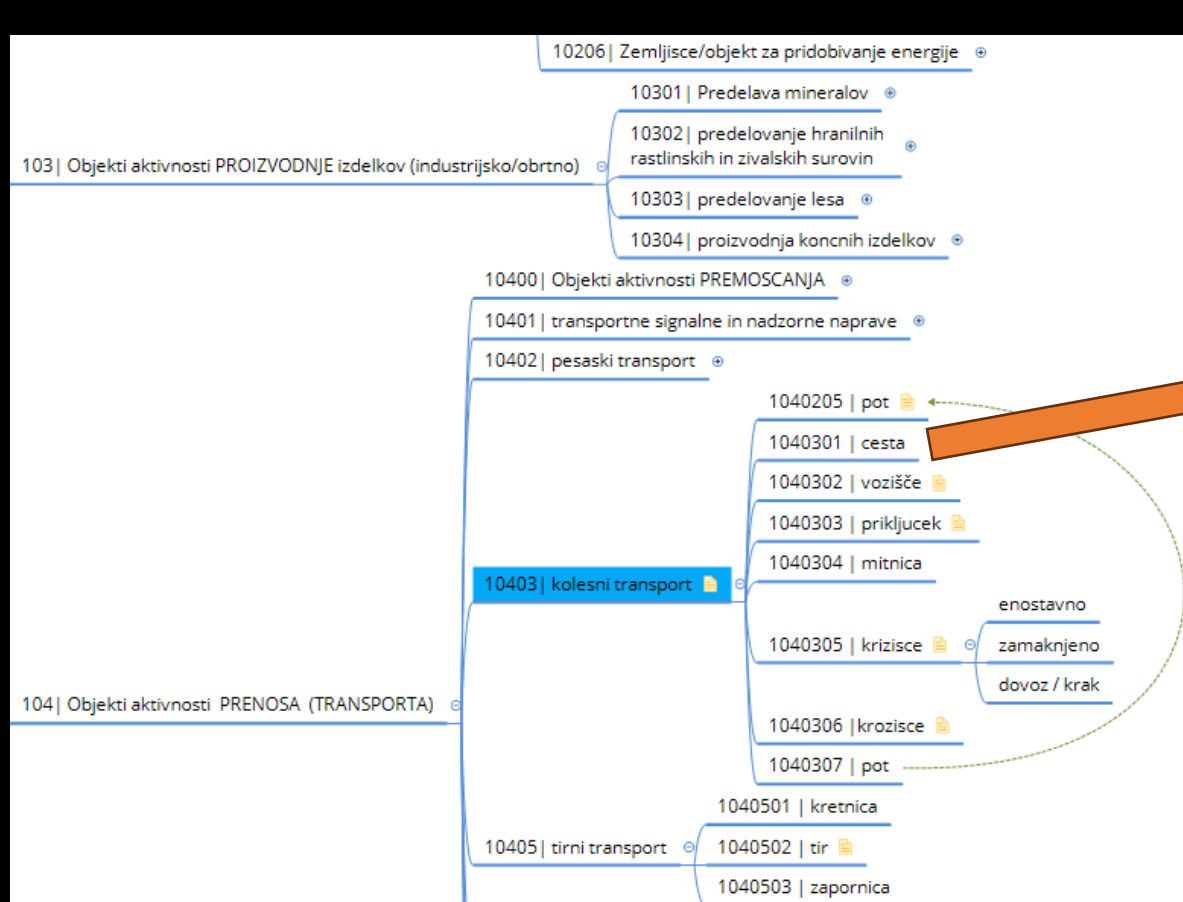 10206| Zemljisce/objekt za pridobivanje energije
10301| Predelava mineralov
10302| predelovanje hranilnih
rastlinskih in zivalskih surovin
103| Objekti aktivnosti PROIZVODNJE izdelkov (industrijsko/obrtno)
10303| predelovanje lesa
10304| proizvodnja koncnih izdelkov
10400| Objekti aktivnosti PREMOSCANJA
10401| transportne signalne in nadzorne naprave
10402| pesaski transport
1040205 | pot
1040301 | cesta
1040302 | vozišče
1040303 | prikljucek
1040304 | mitnica
10403| kolesni transport
enostavno
1040305 | krizisce
zamaknjeno
dovoz / krak
104| Objekti aktivnosti PRENOSA (TRANSPORTA)
1040306 |krozisce
1040307 | pot
1040501 | kretnica
10405| tirni transport
1040502 | tir
1040503 | zapornica